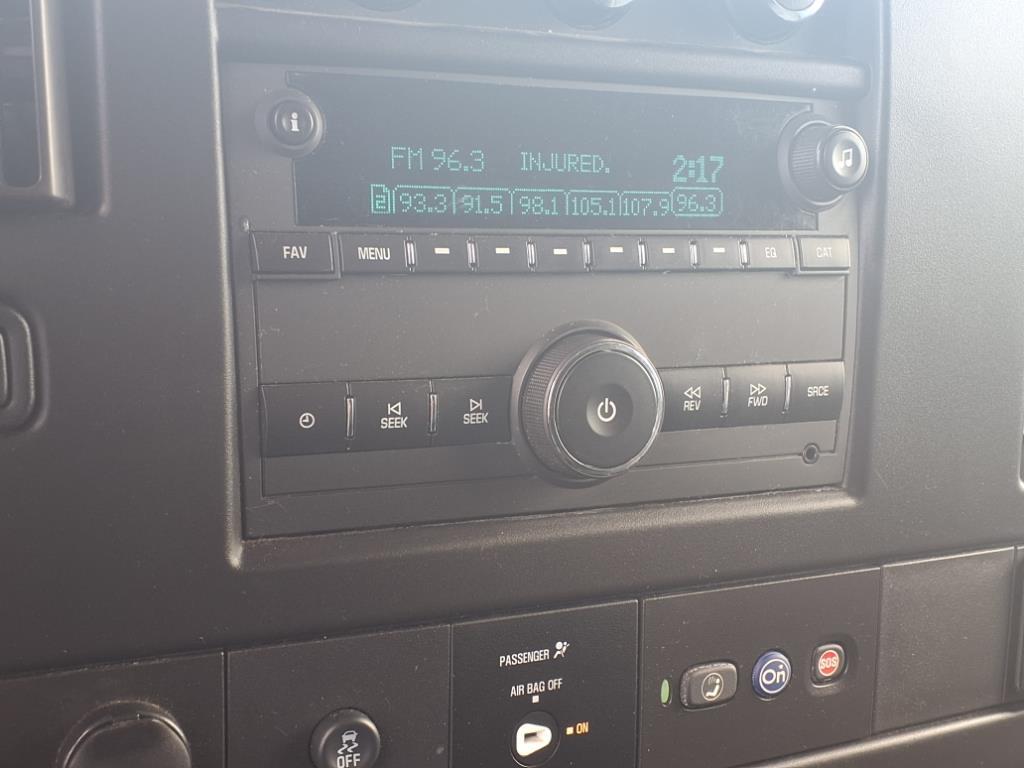 i
FM 96.3 INJURED. 2:17
2 93.3 91.5 98.1 105.1 107.9 96.3
FAV MENU EQ CAT
SEEK SEEK REV FWD SRCE
PASSENGER
AIR BAG OFF
ON
OFF
On SOS